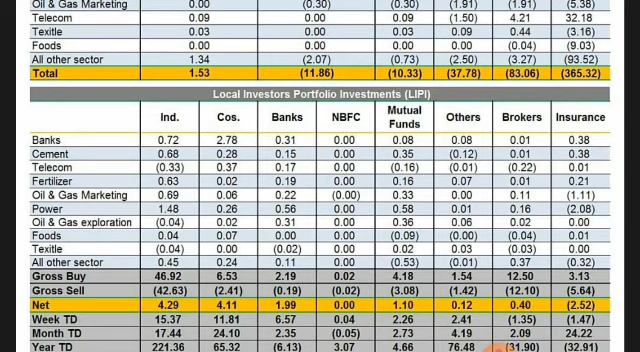 Oil & Gas Marketing 0.00 (0.30) (0.30) (5.38) (1.91) (5.38)
Telecom 0.09 0.00 0.09 (1.50) 4.21 32.18
Texitle 0.03 0.00 0.03 0.09 0.44 (3.16)
Foods 0.00 0.00 0.00 0.00 (0.04) (9.03)
All other sector 1.34 (2.07) (0.73) (2.50) (3.27) (93.52)
Total 1.53 (11.86) (10.33) (37.78) (83.06) (365.32)
Local Investors Portfolio Investments (LIPI)
Ind. Cos. Banks NBFC Mutual Funds Others Brokers Insurance
Banks 0.72 2.78 0.31 0.00 0.08 0.08 0.01 0.38
Cement 0.68 0.28 0.15 0.00 0.35 (0.12) 0.01 0.38
Telecom (0.33) 0.37 0.17 0.00 (0.16) (0.01) (0.22) 0.01
Fertilizer 0.63 0.02 0.19 0.00 0.16 0.07 0.01 0.21
Oil & Gas Marketing 0.69 0.06 0.22 (0.00) 0.33 0.00 0.11 (1.11)
Power 1.48 0.26 0.56 0.00 0.58 0.01 0.16 (2.08)
Oil & Gas exploration (0.04) 0.02 0.31 0.00 0.36 0.06 0.02 0.00
Foods 0.04 0.07 0.00 0.00 (0.09) (0.00) (0.04) 0.01
Texitle (0.04) 0.00 (0.02) 0.00 0.02 0.03 (0.03) 0.00
All other sector 0.45 0.24 0.11 0.00 (0.53) (0.01) 0.37 (0.32)
Gross Buy 46.92 6.53 2.19 0.02 4.18 1.54 12.50 3.13
Gross Sell (42.63) (2.41) (0.19) (0.02) (3.08) (1.42) (12.10) (5.64)
Net 4.29 4.11 1.99 0.00 1.10 0.12 0.40 (2.52)
Week TD 15.37 11.81 6.57 0.04 2.26 2.41 (1.35) (1.47)
Month TD 17.44 24.10 2.35 (0.05) 2.73 4.19 2.09 24.22
Year TD 221.36 65.32 (6.13) 3.07 4.66 76.48 (31.90) (32.91)